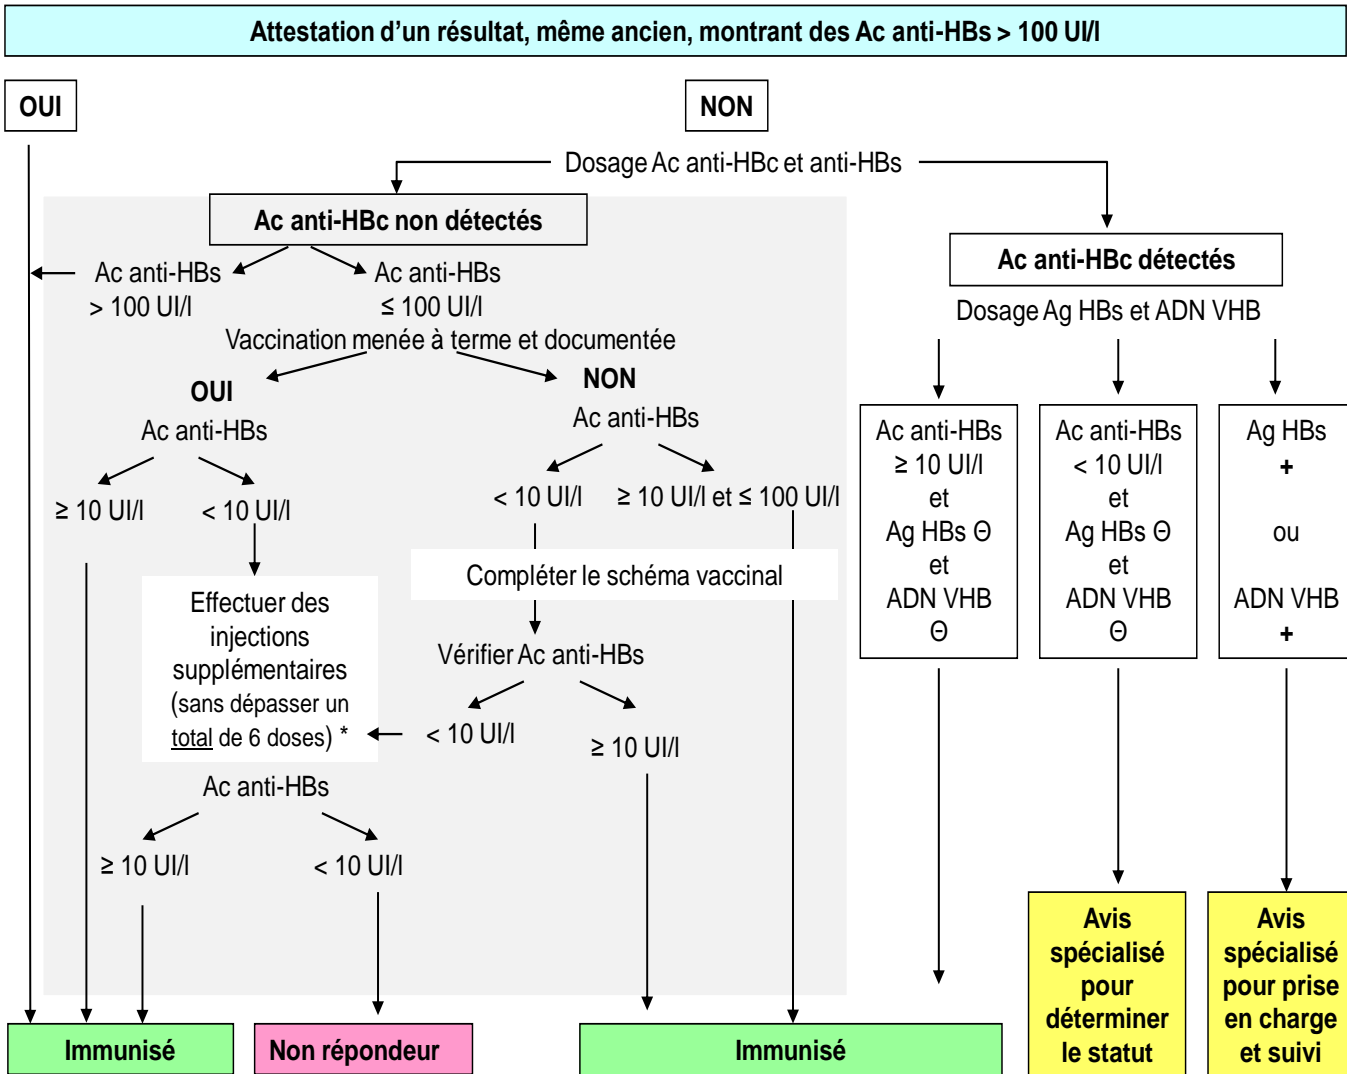 Attestation d'un résultat, même ancien, montrant des Ac anti-HBs > 100 UI/l
OUI
NON
Dosage Ac anti-HBc et anti-HBs
Ac anti-HBc non détectés
Ac anti-HBs
> 100 UI/l
Ac anti-HBs
≤ 100 UI/l
Vaccination menée à terme et documentée
OUI
Ac anti-HBs
≥ 10 UI/l
< 10 UI/l
NON
Ac anti-HBs
< 10 UI/l
≥ 10 UI/l et ≤ 100 UI/l
Effectuer des
injections
supplémentaires
(sans dépasser un
total de 6 doses) *
Compléter le schéma vaccinal
Vérifier Ac anti-HBs
< 10 UI/l
≥ 10 UI/l
Ac anti-HBs
≥ 10 UI/l
< 10 UI/l
Ac anti-HBc détectés
Dosage Ag HBs et ADN VHB
Ac anti-HBs
≥ 10 UI/l
et
Ag HBs Θ
et
ADN VHB
Θ
Ac anti-HBs
< 10 UI/l
et
Ag HBs Θ
et
ADN VHB
Θ
Ag HBs
+
ou
ADN VHB
+
Immunisé
Non répondeur
Immunisé
Avis
spécialisé
pour
déterminer
le statut
Avis
spécialisé
pour prise
en charge
et suivi